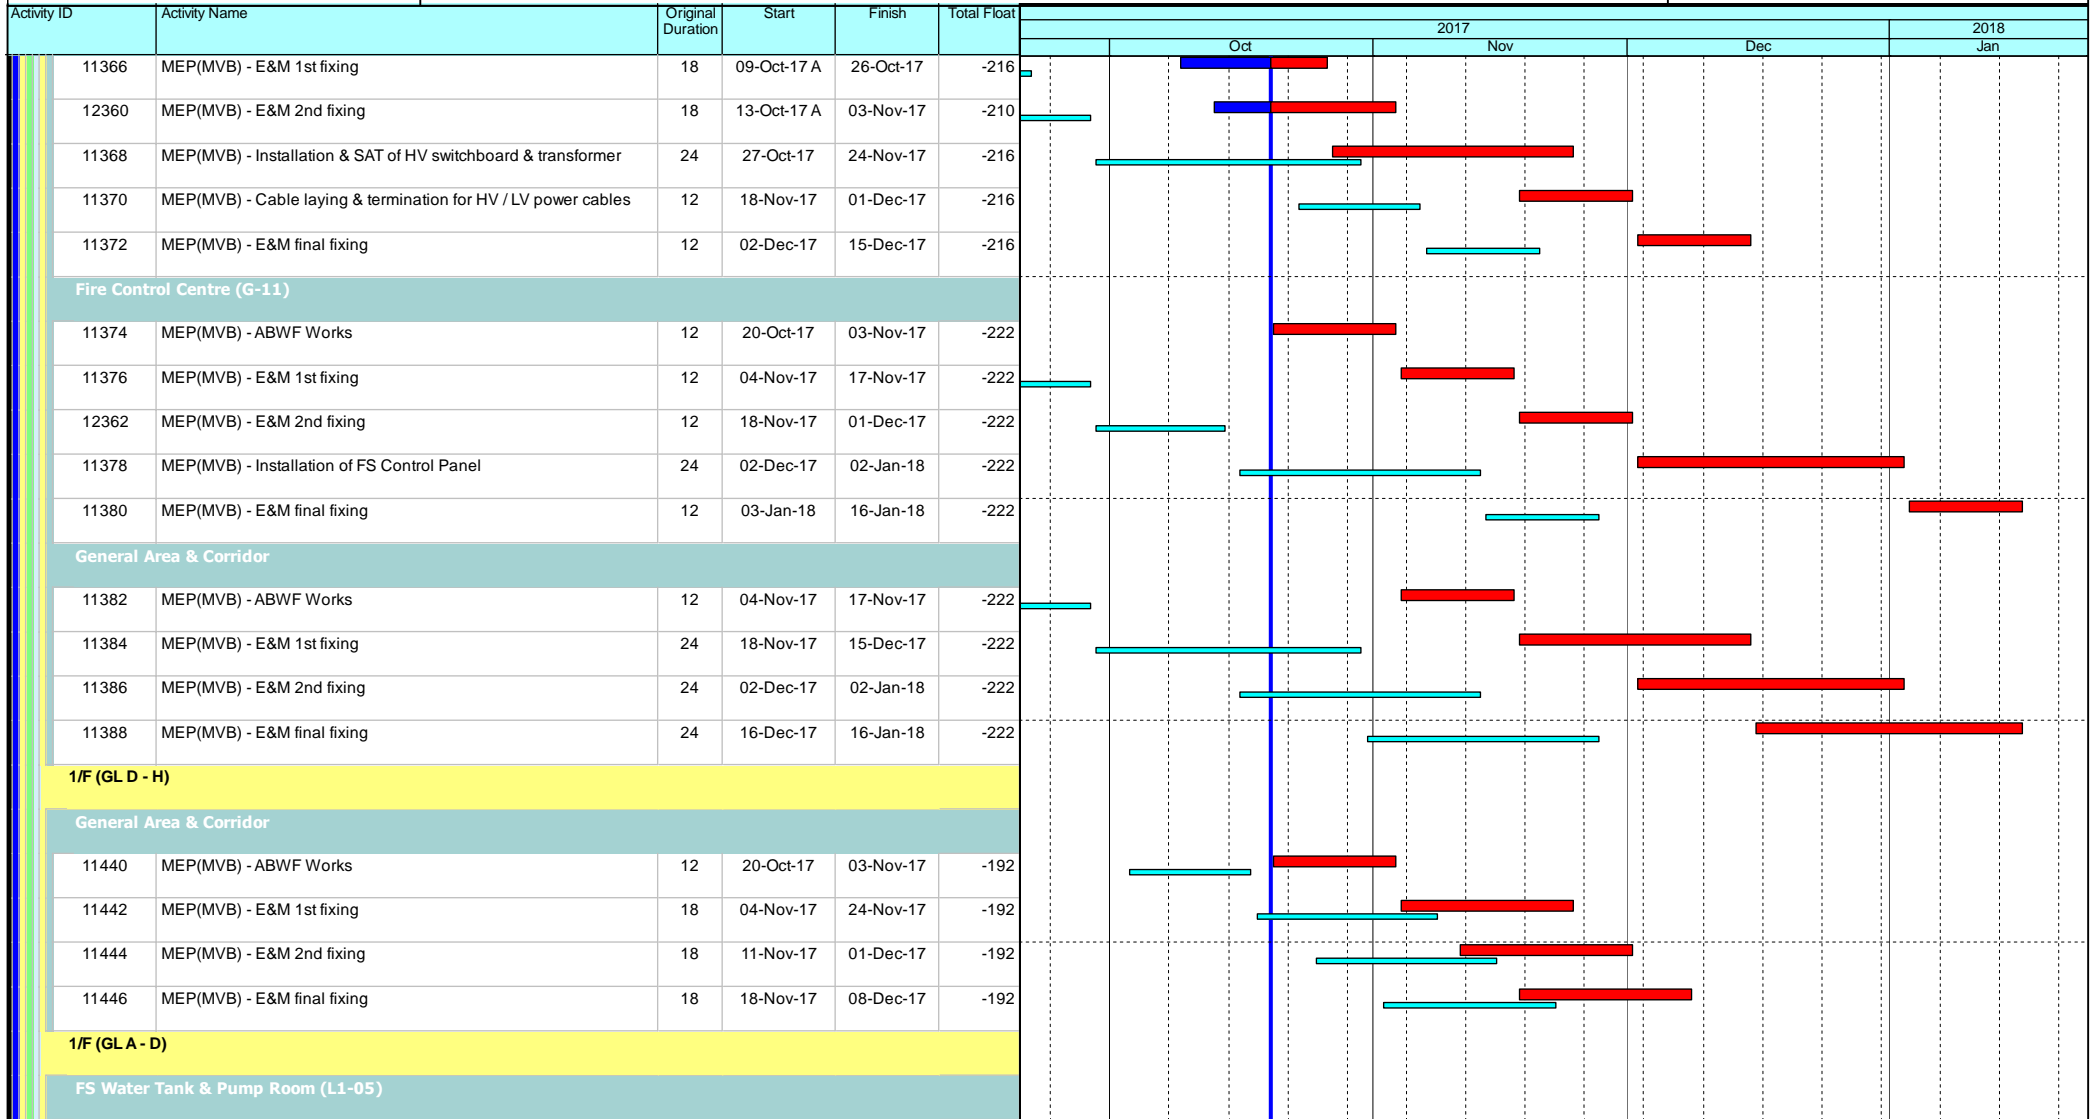 Activity ID Activity Name Original Duration Start Finish Total Float
2017 2018
Oct Nov Dec Jan
11366 MEP(MVB) - E&M 1st fixing 18 09-Oct-17 A 26-Oct-17 -216
12360 MEP(MVB) - E&M 2nd fixing 18 13-Oct-17 A 03-Nov-17 -210
11368 MEP(MVB) - Installation & SAT of HV switchboard & transformer 24 27-Oct-17 24-Nov-17 -216
11370 MEP(MVB) - Cable laying & termination for HV / LV power cables 12 18-Nov-17 01-Dec-17 -216
11372 MEP(MVB) - E&M final fixing 12 02-Dec-17 15-Dec-17 -216
Fire Control Centre (G-11)
11374 MEP(MVB) - ABWF Works 12 20-Oct-17 03-Nov-17 -222
11376 MEP(MVB) - E&M 1st fixing 12 04-Nov-17 17-Nov-17 -222
12362 MEP(MVB) - E&M 2nd fixing 12 18-Nov-17 01-Dec-17 -222
11378 MEP(MVB) - Installation of FS Control Panel 24 02-Dec-17 02-Jan-18 -222
11380 MEP(MVB) - E&M final fixing 12 03-Jan-18 16-Jan-18 -222
General Area & Corridor
11382 MEP(MVB) - ABWF Works 12 04-Nov-17 17-Nov-17 -222
11384 MEP(MVB) - E&M 1st fixing 24 18-Nov-17 15-Dec-17 -222
11386 MEP(MVB) - E&M 2nd fixing 24 02-Dec-17 02-Jan-18 -222
11388 MEP(MVB) - E&M final fixing 24 16-Dec-17 16-Jan-18 -222
1/F (GL D - H)
General Area & Corridor
11440 MEP(MVB) - ABWF Works 12 20-Oct-17 03-Nov-17 -192
11442 MEP(MVB) - E&M 1st fixing 18 04-Nov-17 24-Nov-17 -192
11444 MEP(MVB) - E&M 2nd fixing 18 11-Nov-17 01-Dec-17 -192
11446 MEP(MVB) - E&M final fixing 18 18-Nov-17 08-Dec-17 -192
1/F (GL A - D)
FS Water Tank & Pump Room (L1-05)